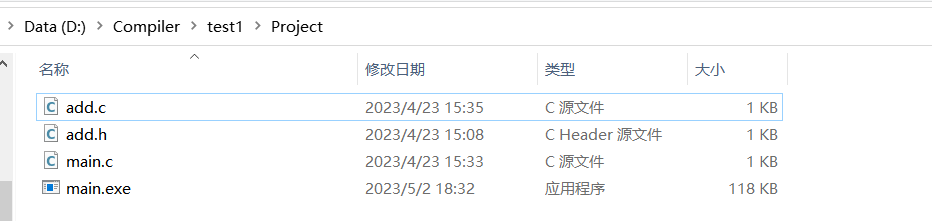 Data (D:) > Compiler > test1 > Project
名称 修改日期 类型 大小
add.c 2023/4/23 15:35 C 源文件 1 KB
add.h 2023/4/23 15:08 C Header 源文件 1 KB
main.c 2023/4/23 15:33 C 源文件 1 KB
main.exe 2023/5/2 18:32 应用程序 118 KB